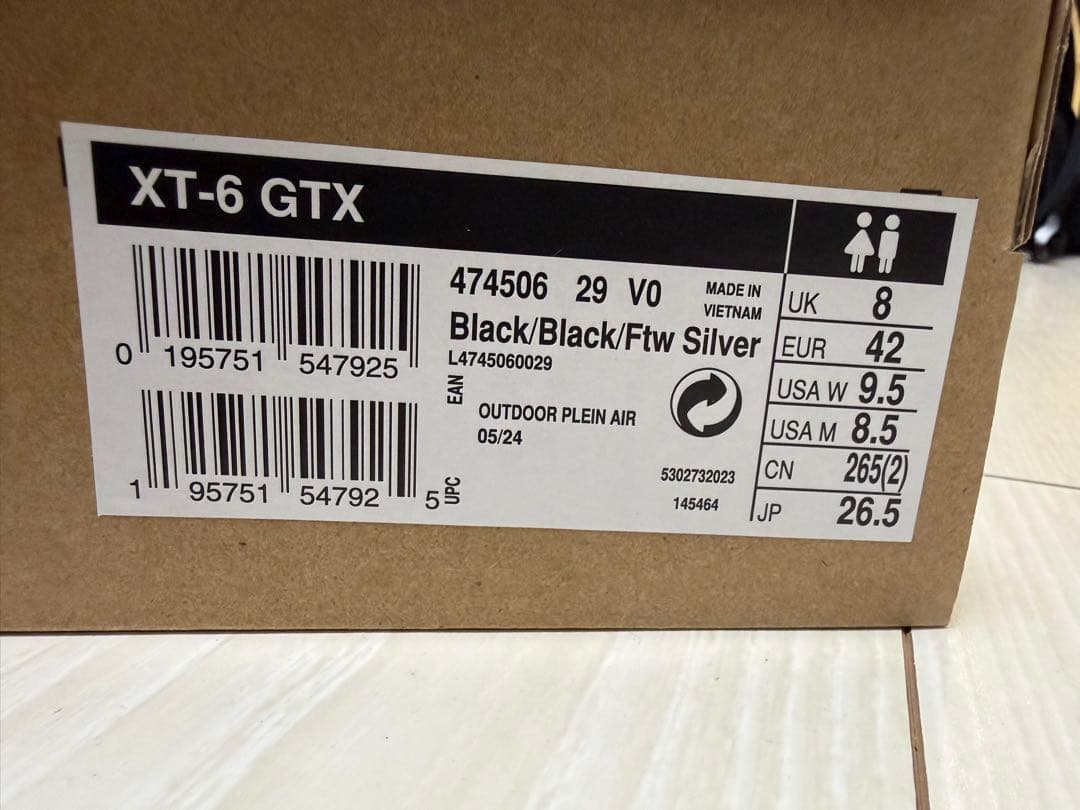 XT-6 GTX
0 195751 547925
EAN
1 95751 54792 5
UPC
474506 29 V0
MADE IN
VIETNAM
Black/Black/Ftw Silver
L4745060029
OUTDOOR PLEIN AIR
05/24
5302732023
145464
UK 8
EUR 42
USA W 9.5
USA M 8.5
CN 265(2)
JP 26.5